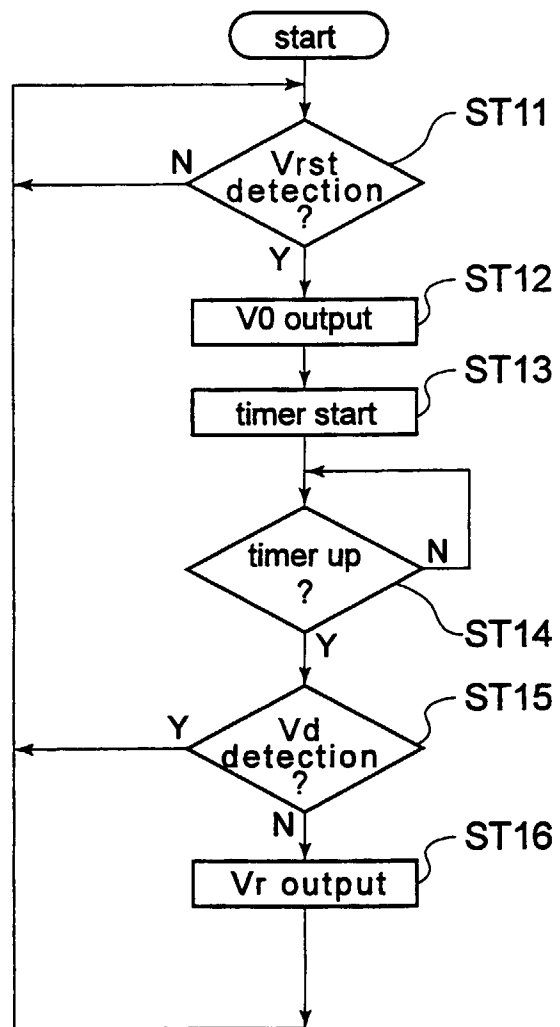 start
ST11
N
Vrst
detection
?
Y
ST12
V0 output
ST13
timer start
timer up
?
N
ST14
Y
ST15
Y
Vd
detection
?
N
ST16
Vr output